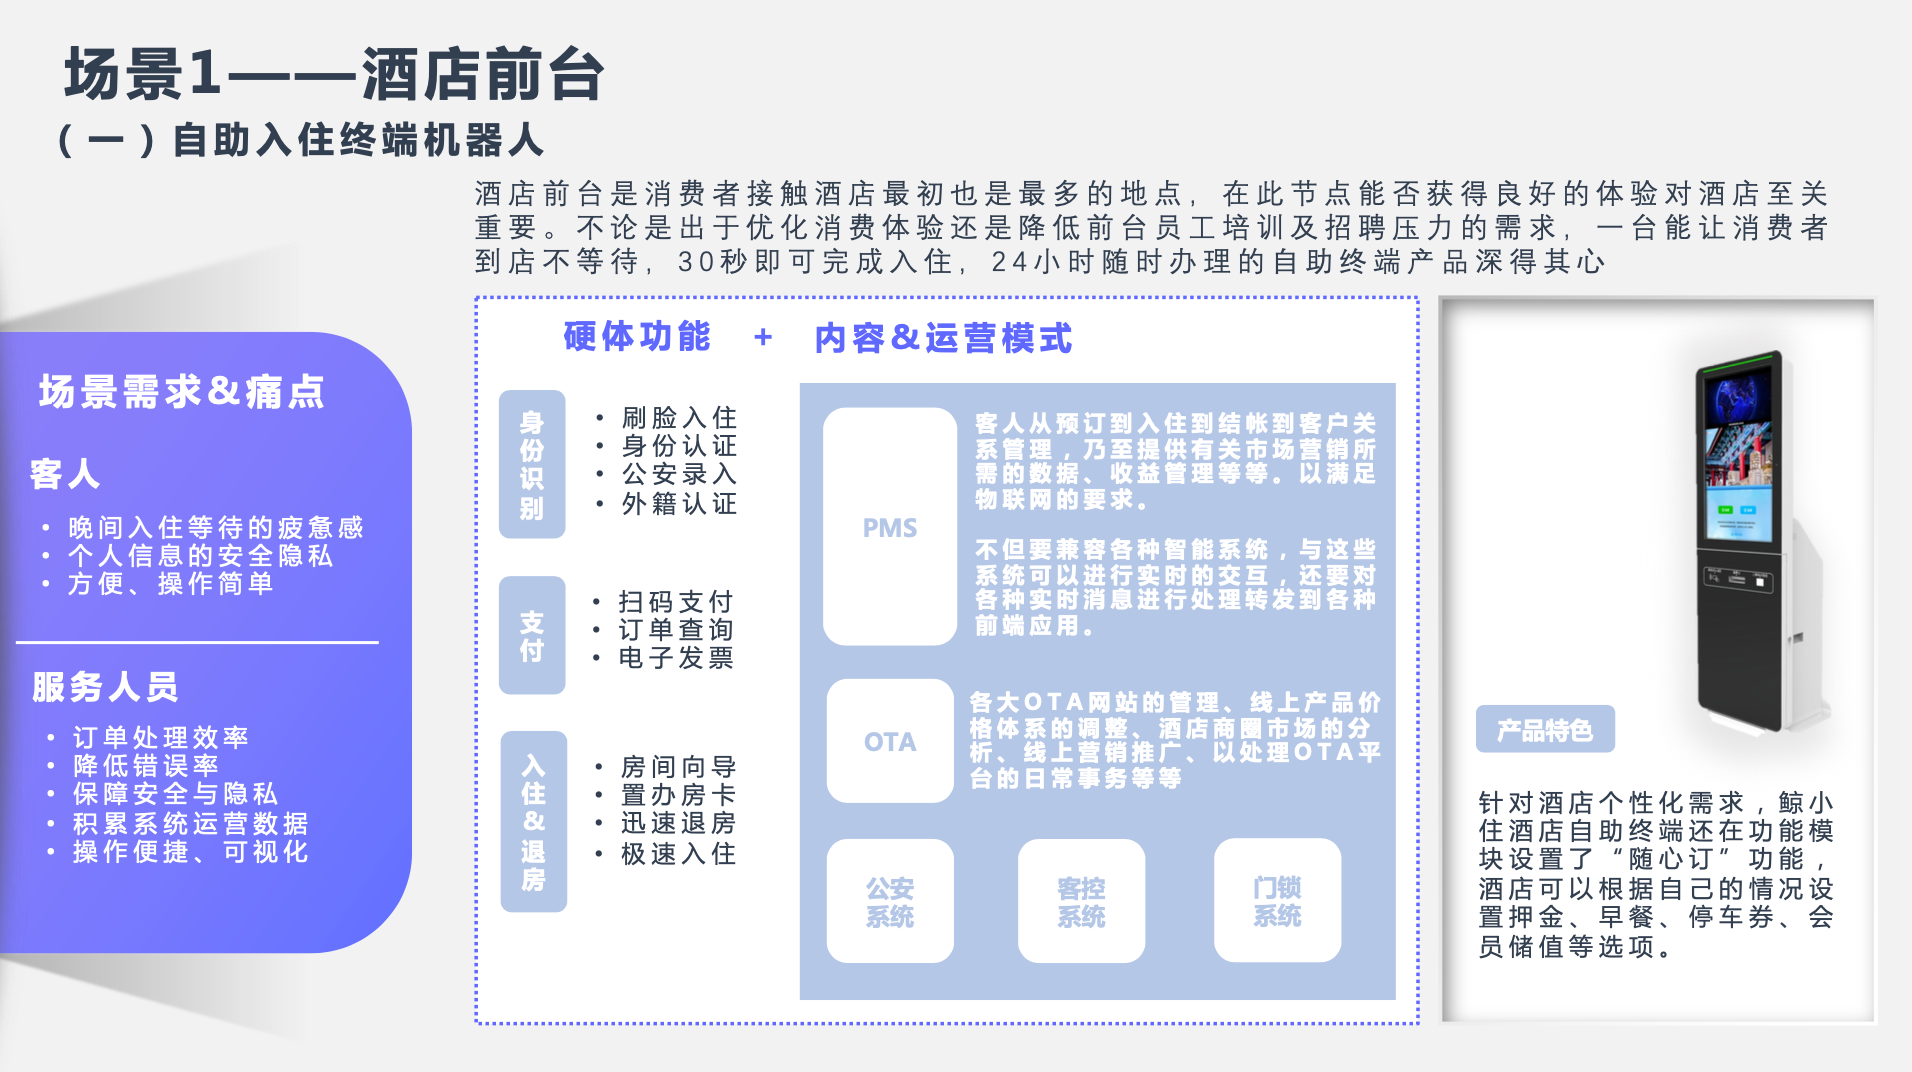 场景1——酒店前台
（一）自助入住终端机器人
酒店前台是消费者接触酒店最初也是最多的地点，在此节点能否获得良好的体验对酒店至关
重要。不论是出于优化消费体验还是降低前台员工培训及招聘压力的需求，一台能让消费者
到店不等待，30秒即可完成入住，24小时随时办理的自助终端产品深得其心
场景需求&痛点
客人
• 晚间入住等待的疲惫感
• 个人信息的安全隐私
• 方便、操作简单
服务人员
• 订单处理效率
• 降低错误率
• 保障安全与隐私
• 积累系统运营数据
• 操作便捷、可视化
硬体功能 + 内容&运营模式
身份识别
• 刷脸入住
• 身份认证
• 公安录入
• 外籍认证
支付
• 扫码支付
• 订单查询
• 电子发票
入住&退房
• 房间向导
• 置办房卡
• 迅速退房
• 极速入住
PMS
客人从预订到入住到结帐到客户关
系管理，乃至提供有关市场营销所
需的数据、收益管理等等。以满足
物联网的要求。
不但要兼容各种智能系统，与这些
系统可以进行实时的交互，还要对
各种实时消息进行处理转发到各种
前端应用。
OTA
各大OTA网站的管理、线上产品价
格体系的调整、酒店商圈市场的分
析、线上营销推广、以处理OTA平
台的日常事务等等
公安
系统
客控
系统
门锁
系统
产品特色
针对酒店个性化需求，鲸小
住酒店自助终端还在功能模
块设置了“随心订”功能，
酒店可以根据自己的情况设
置押金、早餐、停车券、会
员储值等选项。